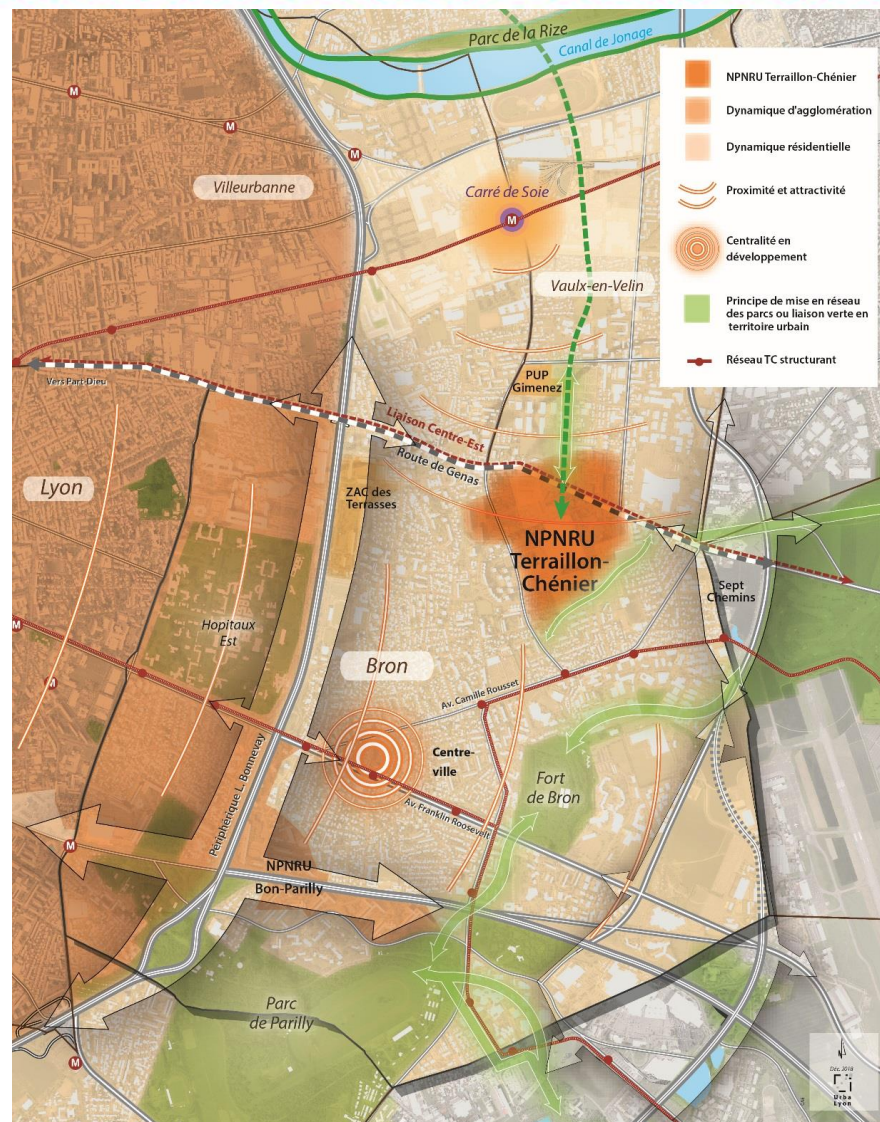 Parc de la Rize
Canal de Jonage
M
M
M
Villeurbanne
Carré de Soie
M
Vaulx-en-Velin
PUP
Gimenez
Vers Part-Dieu
Liaison Centre-Est
Route de Genas
Lyon
ZAC des
Terrasses
NPNRU
Terraillon-
Chénier
Sept
Chemins
Hopitaux
Est
M
M
Bron
Av. Camille Rousset
Centre-
ville
Av. Franklin Roosevelt
Fort
de Bron
Périphérique L. Bonnevay
M
NPNRU
Bon-Parilly
Parc
de Parilly
M
NPNRU Terraillon-Chénier
Dynamique d'agglomération
Dynamique résidentielle
Proximité et attractivité
Centralité en
développement
Principe de mise en réseau
des parcs ou liaison verte en
territoire urbain
Réseau TC structurant
Déc. 2018
Urba
Lyon